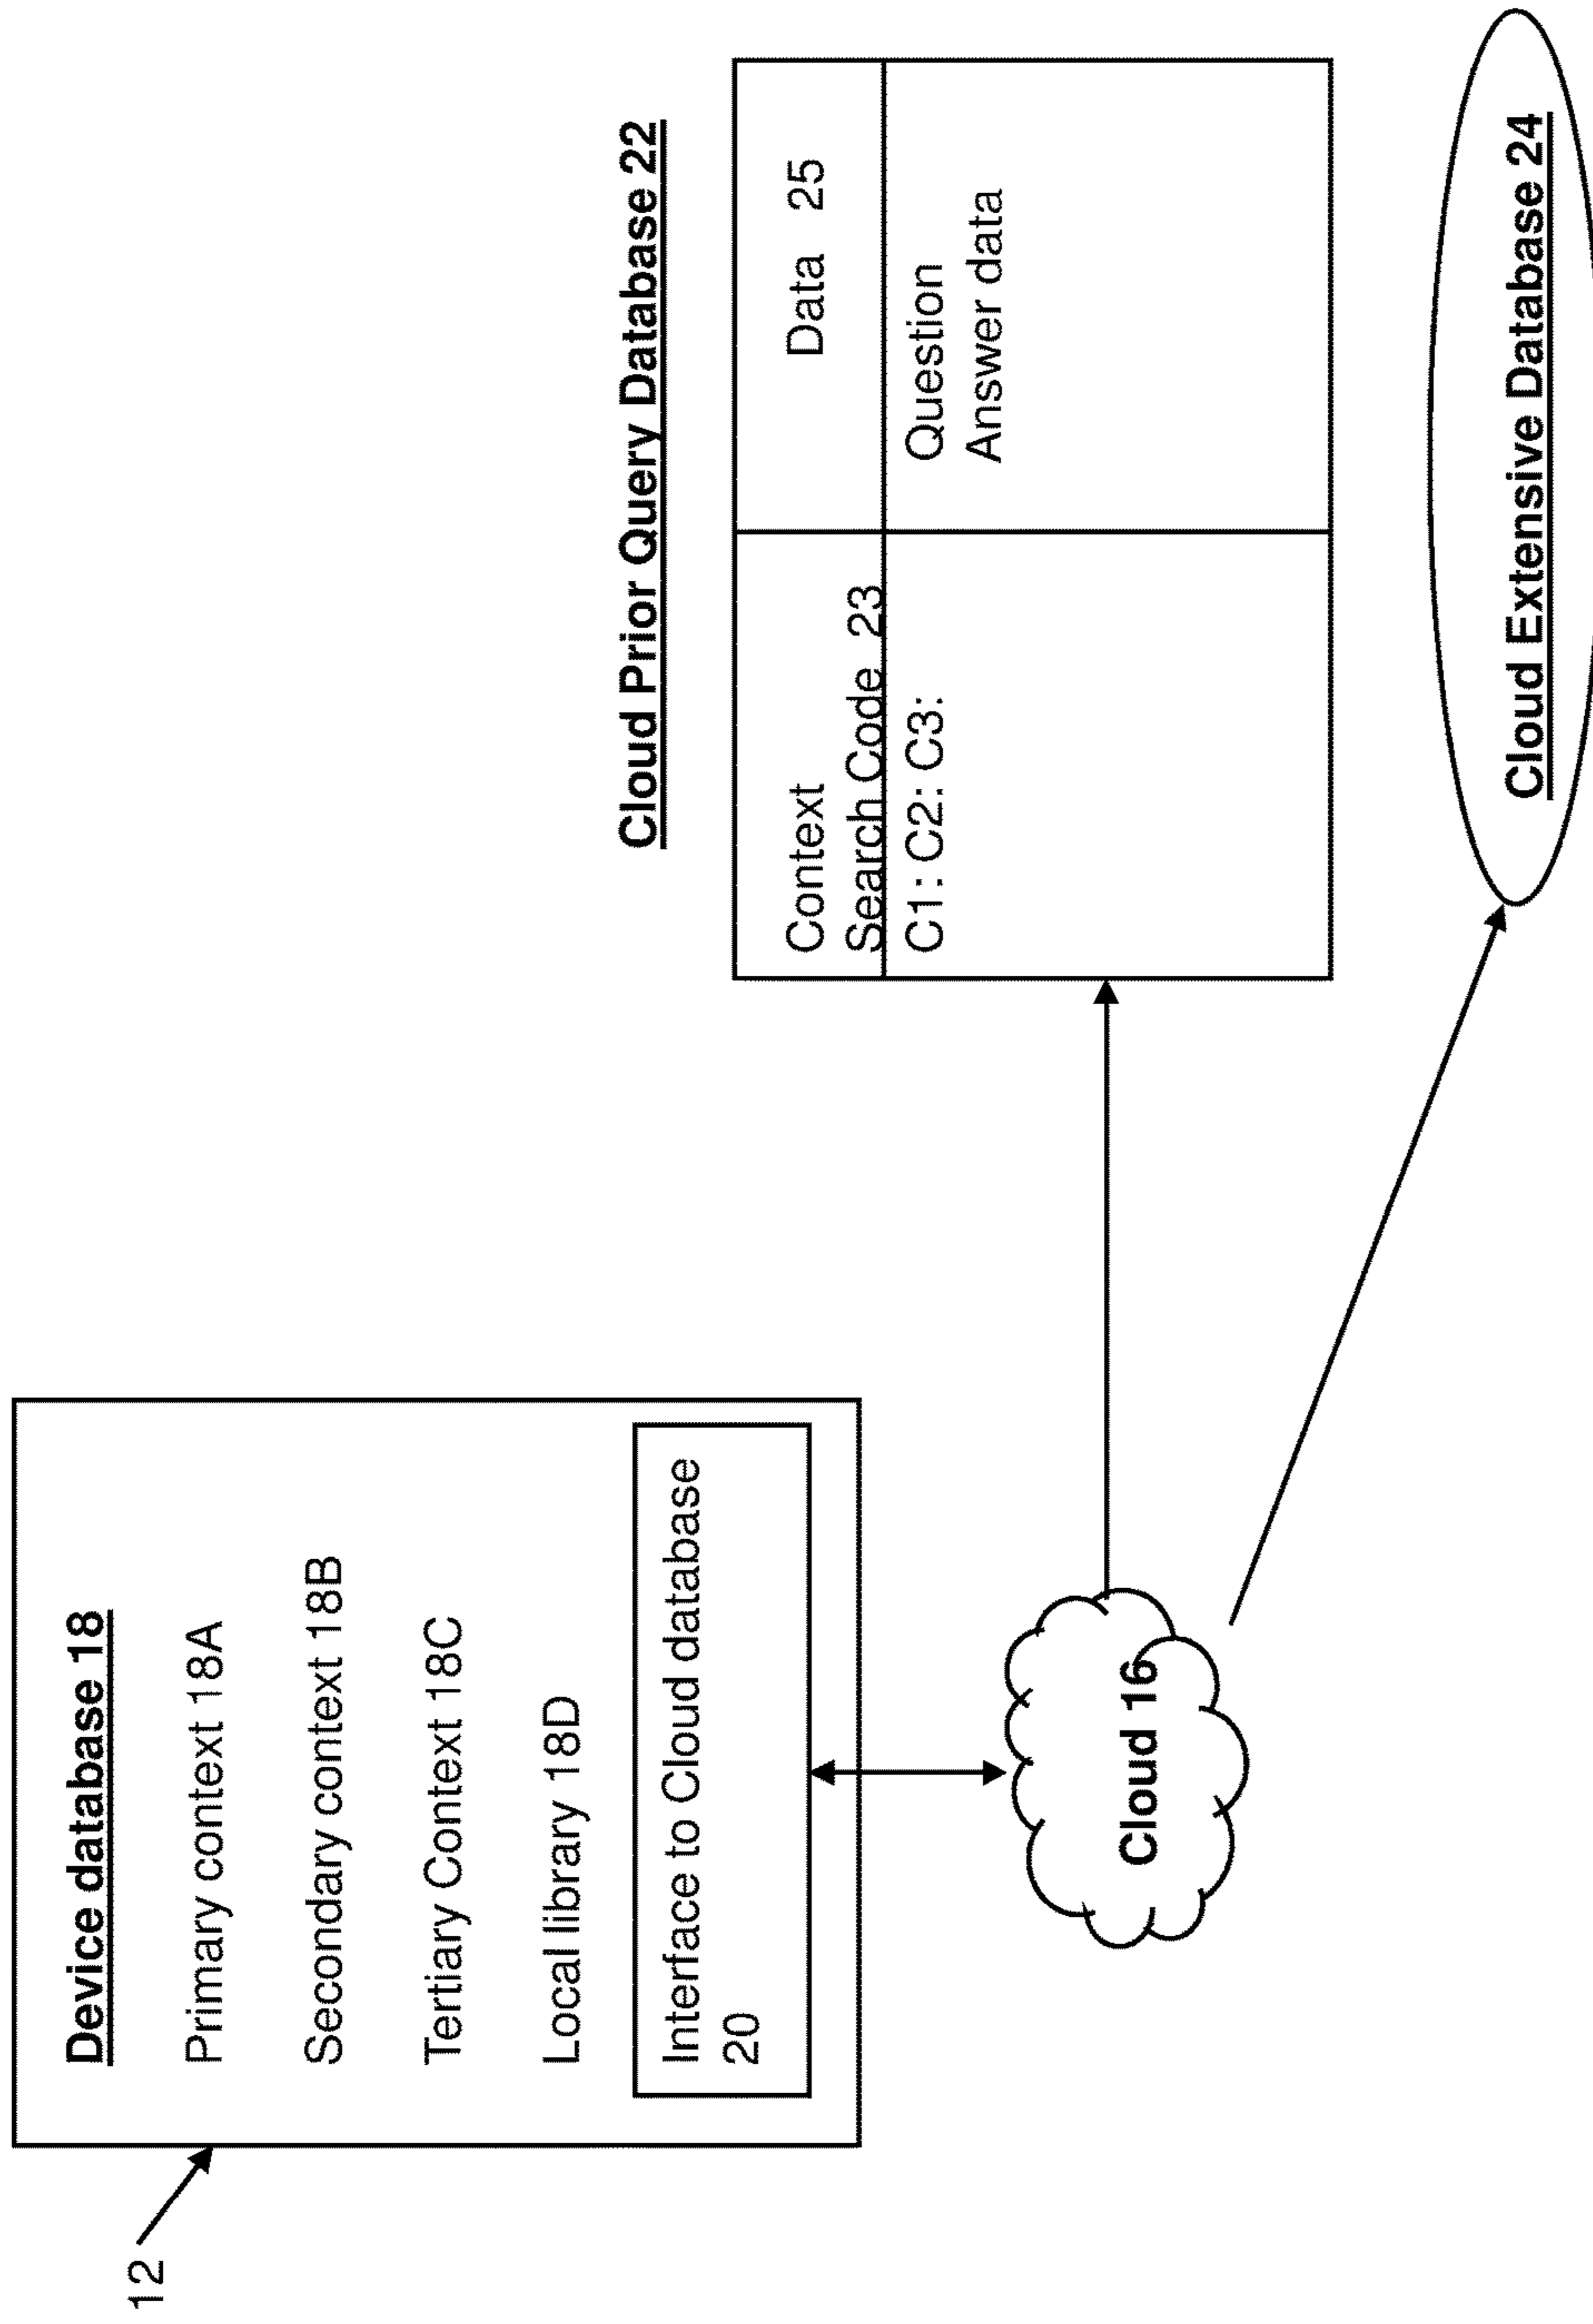 12
Device database 18
Primary context 18A
Secondary context 18B
Tertiary Context 18C
Local library 18D
Interface to Cloud database
20
Cloud 16
Cloud Prior Query Database 22
Context
Search Code 23
Data 25
C1: C2: C3:
Question
Answer data
Cloud Extensive Database 24